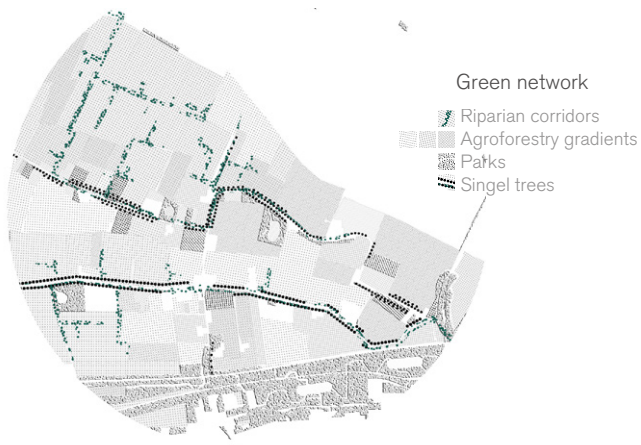 Green network
Riparian corridors
Agroforestry gradients
Parks
Singel trees